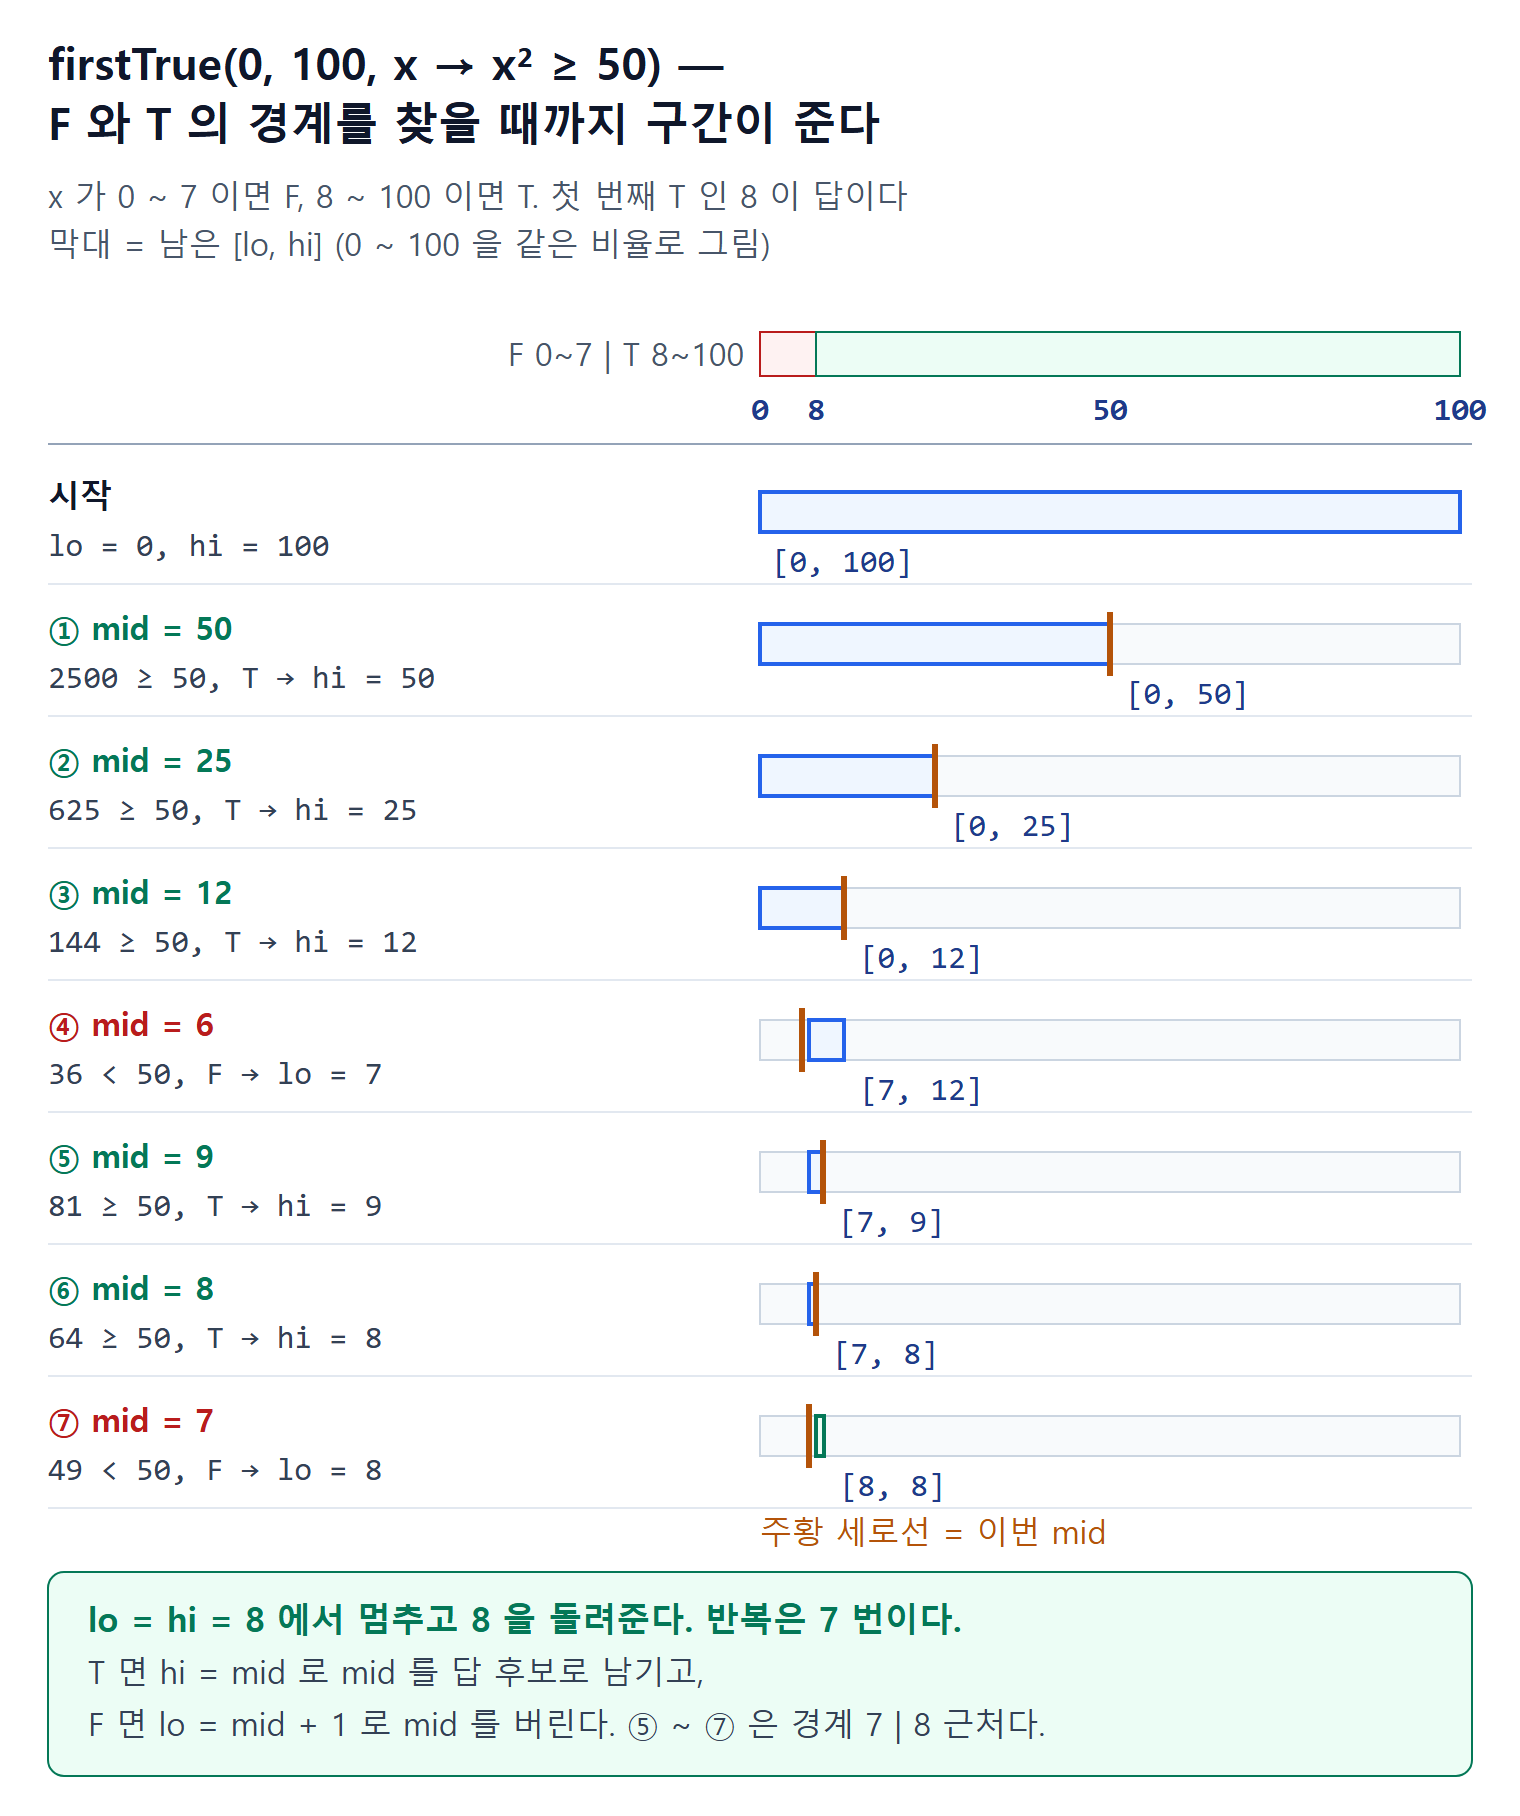 firstTrue(0, 100, x → x² ≥ 50) —
F 와 T 의 경계를 찾을 때까지 구간이 준다
x 가 0 ~ 7 이면 F, 8 ~ 100 이면 T. 첫 번째 T 인 8 이 답이다
막대 = 남은 [lo, hi] (0 ~ 100 을 같은 비율로 그림)
F 0~7 | T 8~100
0 8 50 100
시작
lo = 0, hi = 100
[0, 100]
① mid = 50
2500 ≥ 50, T → hi = 50
[0, 50]
② mid = 25
625 ≥ 50, T → hi = 25
[0, 25]
③ mid = 12
144 ≥ 50, T → hi = 12
[0, 12]
④ mid = 6
36 < 50, F → lo = 7
[7, 12]
⑤ mid = 9
81 ≥ 50, T → hi = 9
[7, 9]
⑥ mid = 8
64 ≥ 50, T → hi = 8
[7, 8]
⑦ mid = 7
49 < 50, F → lo = 8
[8, 8]
주황 세로선 = 이번 mid
lo = hi = 8 에서 멈추고 8 을 돌려준다. 반복은 7 번이다.
T 면 hi = mid 로 mid 를 답 후보로 남기고,
F 면 lo = mid + 1 로 mid 를 버린다. ⑤ ~ ⑦ 은 경계 7 | 8 근처다.